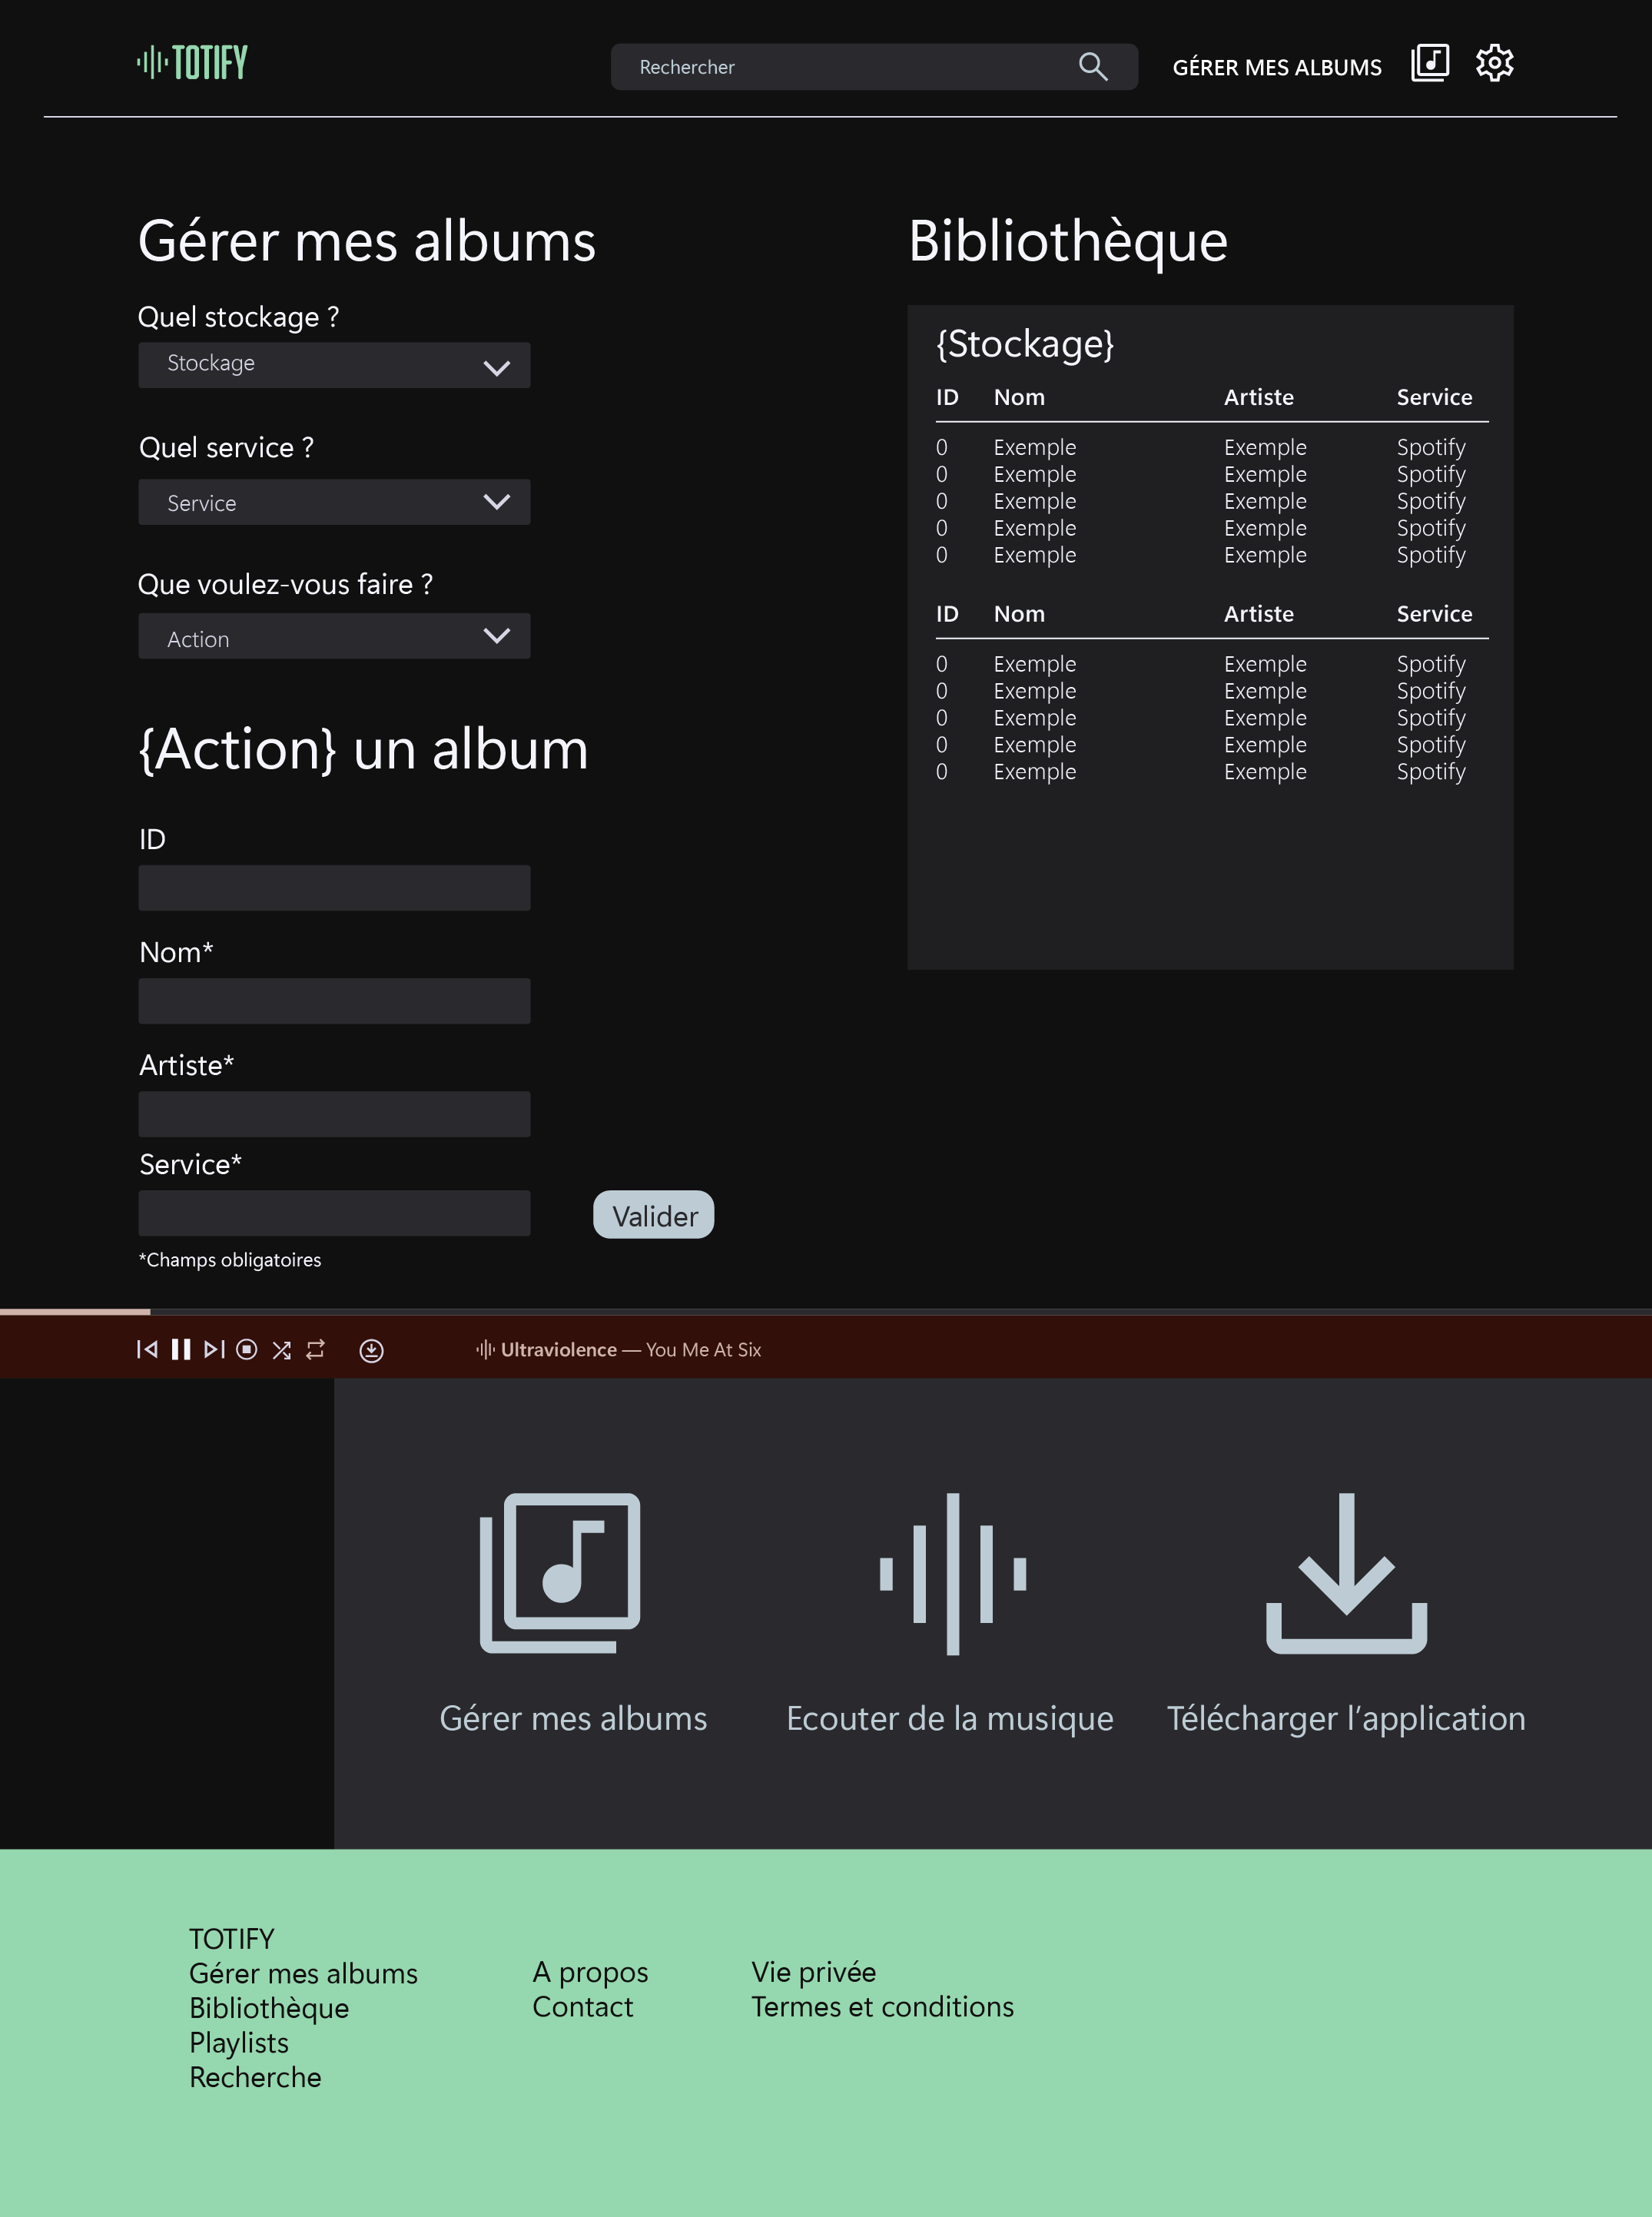 TOTIFY
Rechercher
GÉRER MES ALBUMS
Gérer mes albums
Quel stockage ?
Stockage
Quel service ?
Service
Que voulez-vous faire ?
Action
{Action} un album
ID
Nom*
Artiste*
Service*
Valider
*Champs obligatoires
Bibliothèque
{Stockage}
ID Nom Artiste Service
0 Exemple Exemple Spotify
0 Exemple Exemple Spotify
0 Exemple Exemple Spotify
0 Exemple Exemple Spotify
0 Exemple Exemple Spotify
ID Nom Artiste Service
0 Exemple Exemple Spotify
0 Exemple Exemple Spotify
0 Exemple Exemple Spotify
0 Exemple Exemple Spotify
0 Exemple Exemple Spotify
Ultraviolence — You Me At Six
Gérer mes albums
Ecouter de la musique
Télécharger l’application
TOTIFY
Gérer mes albums
Bibliothèque
Playlists
Recherche
A propos
Contact
Vie privée
Termes et conditions